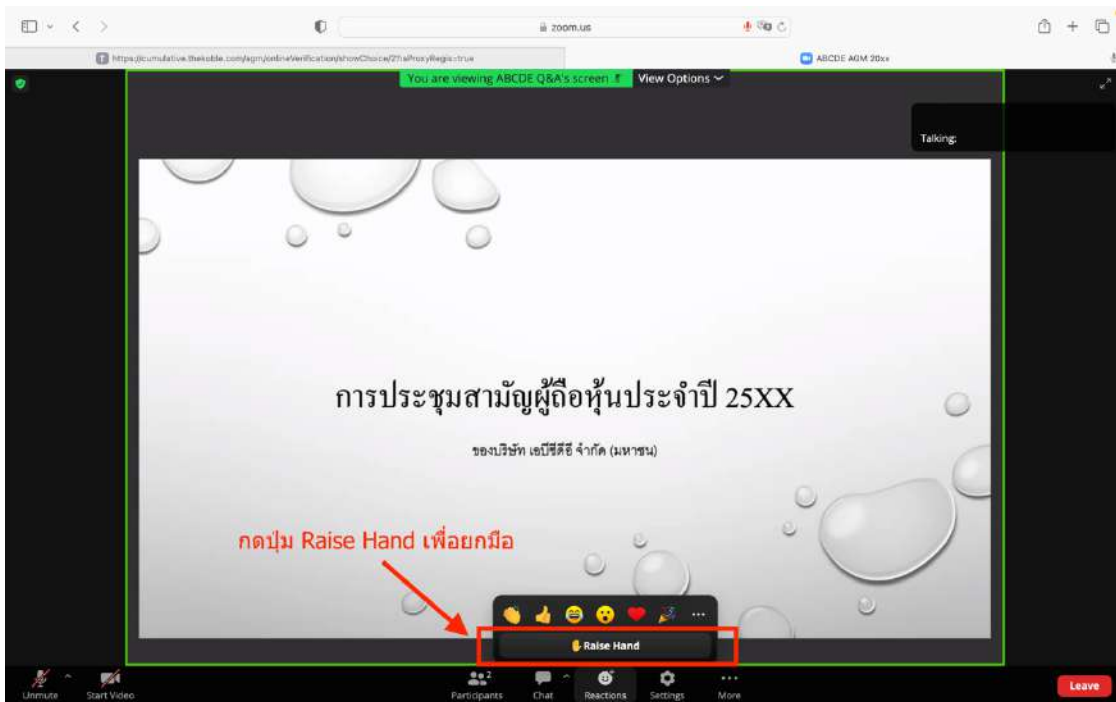 zoom.us
ABCDE AGM 20xx
You are viewing ABCDE Q&A's screen
View Options
Talking:
การประชุมสามัญผู้ถือหุ้นประจำปี 25XX
ของบริษัท เอบีซีดีอี จำกัด (มหาชน)
กดปุ่ม Raise Hand เพื่อยกมือ
Raise Hand
Unmute
Start Video
Participants
2
Chat
Reactions
Settings
More
Leave